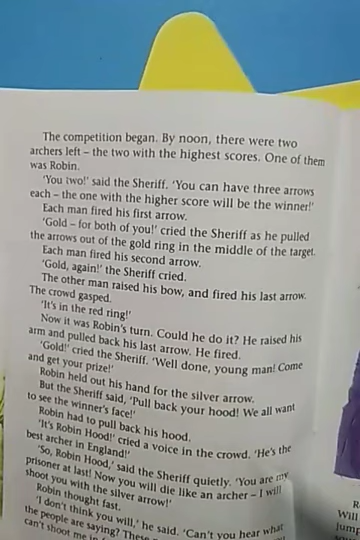 The competition began. By noon, there were two
archers left – the two with the highest scores. One of them
was Robin.
'You two!' said the Sheriff. 'You can have three arrows
each – the one with the higher score will be the winner!'
Each man fired his first arrow.
'Gold – for both of you!' cried the Sheriff as he pulled
the arrows out of the gold ring in the middle of the target.
Each man fired his second arrow.
'Gold, again!' the Sheriff cried.
The other man raised his bow, and fired his last arrow.
The crowd gasped.
'It's in the red ring!'
Now it was Robin's turn. Could he do it? He raised his
arm and pulled back his last arrow. He fired.
'Gold!' cried the Sheriff. 'Well done, young man! Come
and get your prize!'
Robin held out his hand for the silver arrow.
But the Sheriff said, 'Pull back your hood! We all want
to see the winner's face!'
Robin had to pull back his hood.
'It's Robin Hood!' cried a voice in the crowd. 'He's the
best archer in England!'
'So, Robin Hood,' said the Sheriff quietly. 'You are my
prisoner at last! Now you will die like an archer – I will
shoot you with the silver arrow!'
Robin thought fast.
'I don't think you will,' he said. 'Can't you hear what
the people are saying? These
can't shoot me in
R
Will
jump